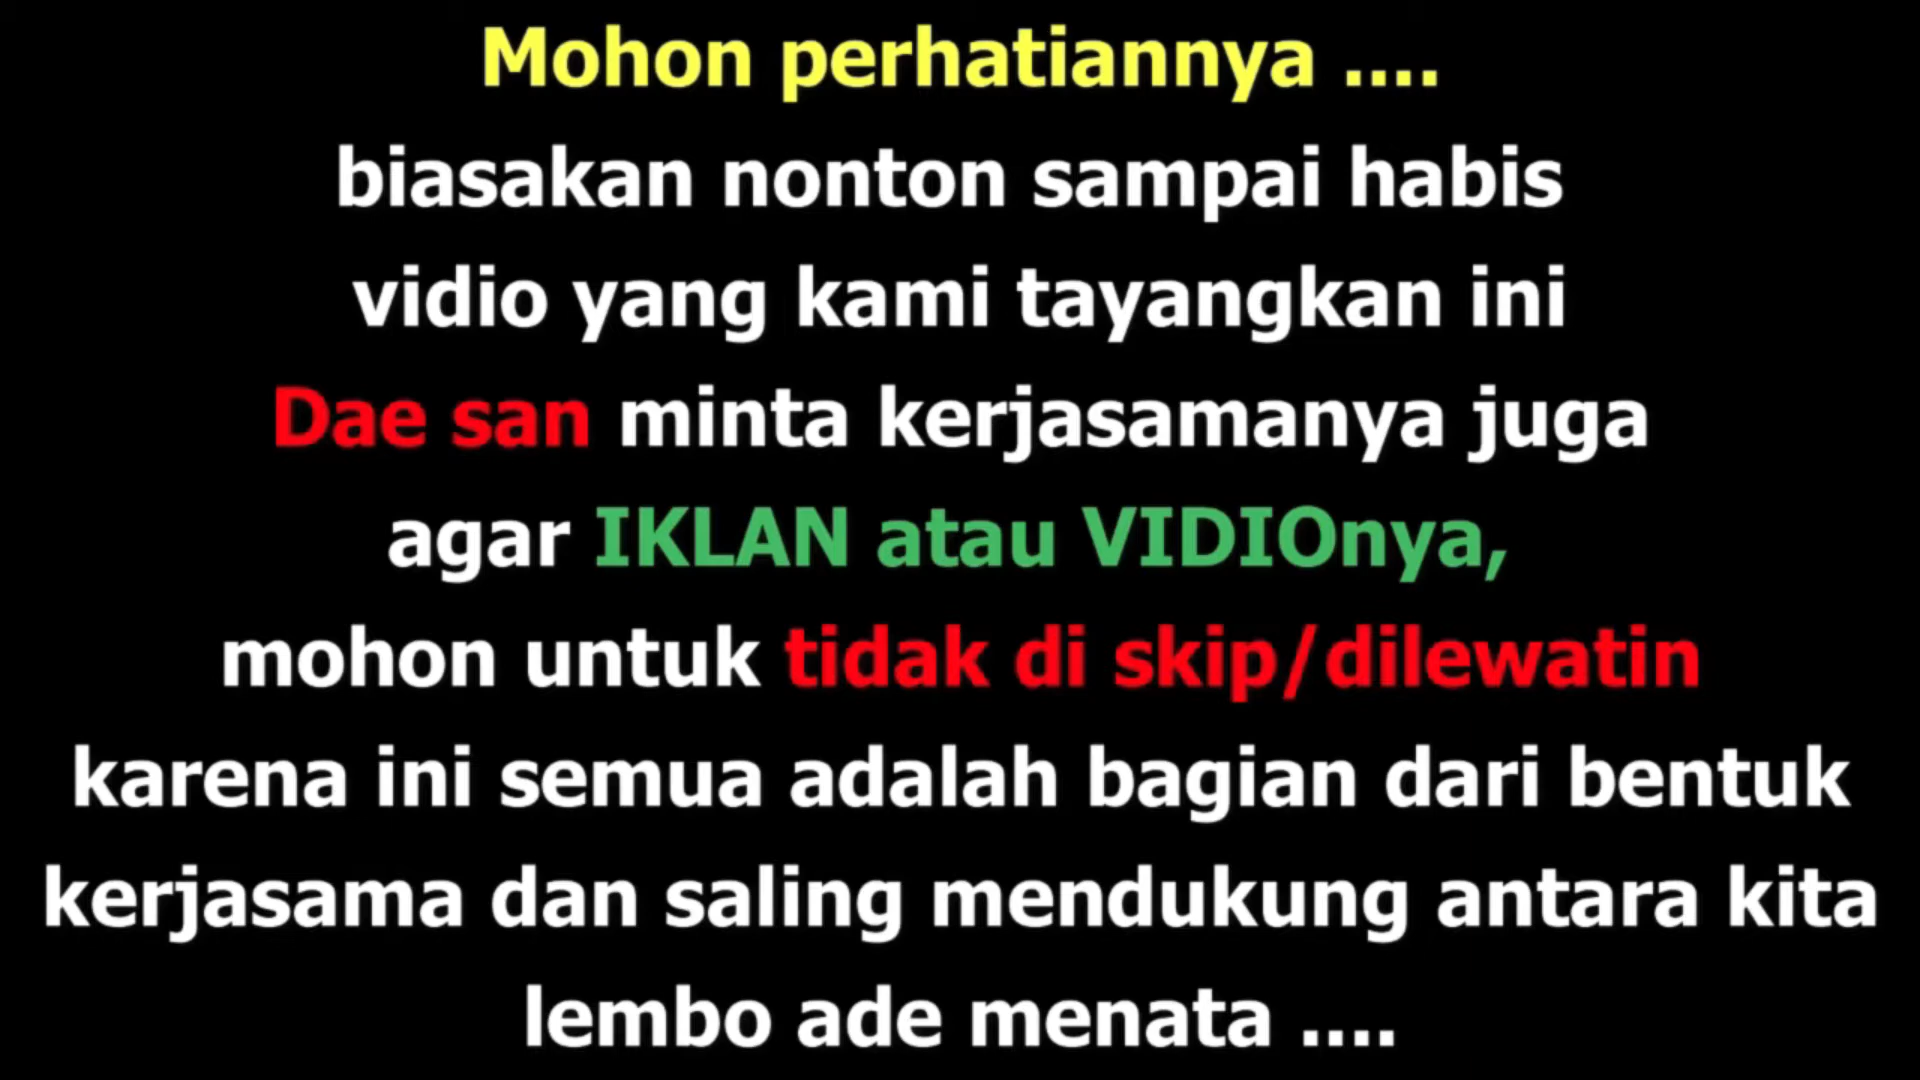 Mohon perhatiannya ....
biasakan nonton sampai habis
vidio yang kami tayangkan ini
Dae san minta kerjasamanya juga
agar IKLAN atau VIDIOnya,
mohon untuk tidak di skip/dilewatin
karena ini semua adalah bagian dari bentuk
kerjasama dan saling mendukung antara kita
lembo ade menata ....